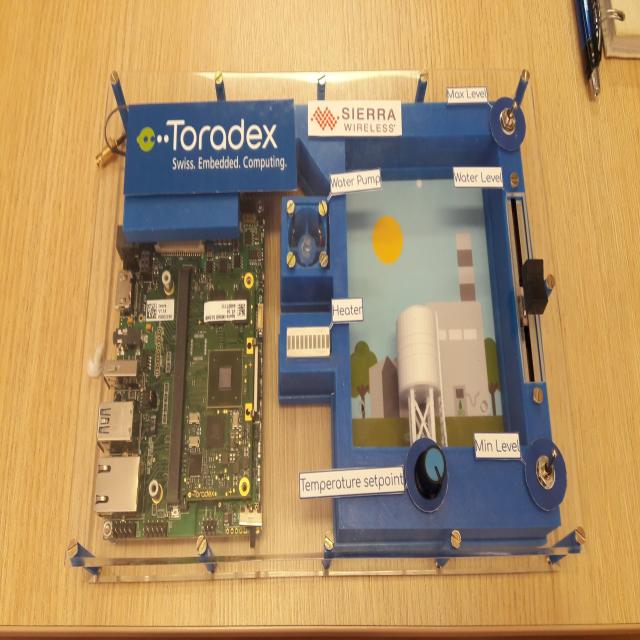 Max Level
SIERRA
WIRELESS
Toradex
Swiss. Embedded. Computing.
Water Pump
Water Level
Heater
Min Level
Temperature setpoint
Toradex